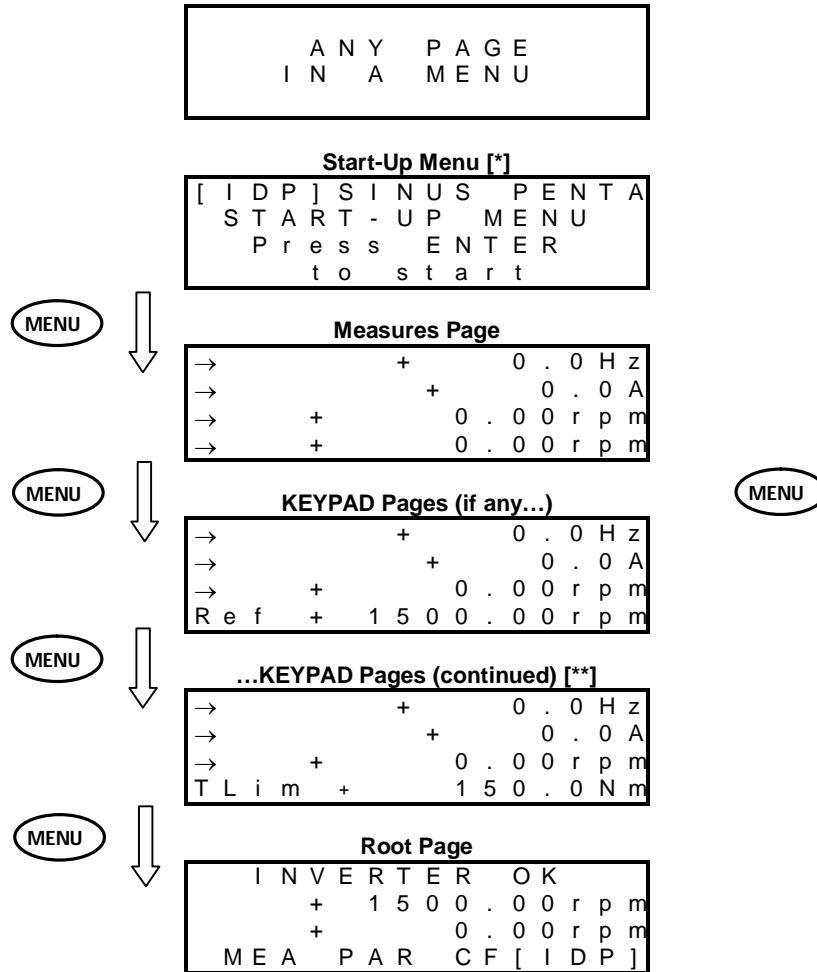 ANY PAGE
IN A MENU
Start-Up Menu [*]
[IDP]SINUS PENTA
START-UP MENU
Press ENTER
to start
MENU
Measures Page
→ + 0.0Hz
→ + 0.0A
→ + 0.00rpm
→ + 0.00rpm
MENU
MENU
KEYPAD Pages (if any…)
→ + 0.0Hz
→ + 0.0A
→ + 0.00rpm
Ref + 1500.00rpm
MENU
…KEYPAD Pages (continued) [**]
→ + 0.0Hz
→ + 0.0A
→ + 0.00rpm
TLim + 150.0Nm
MENU
Root Page
INVERTER OK
+ 1500.00rpm
+ 0.00rpm
MEA PAR CF[IDP]